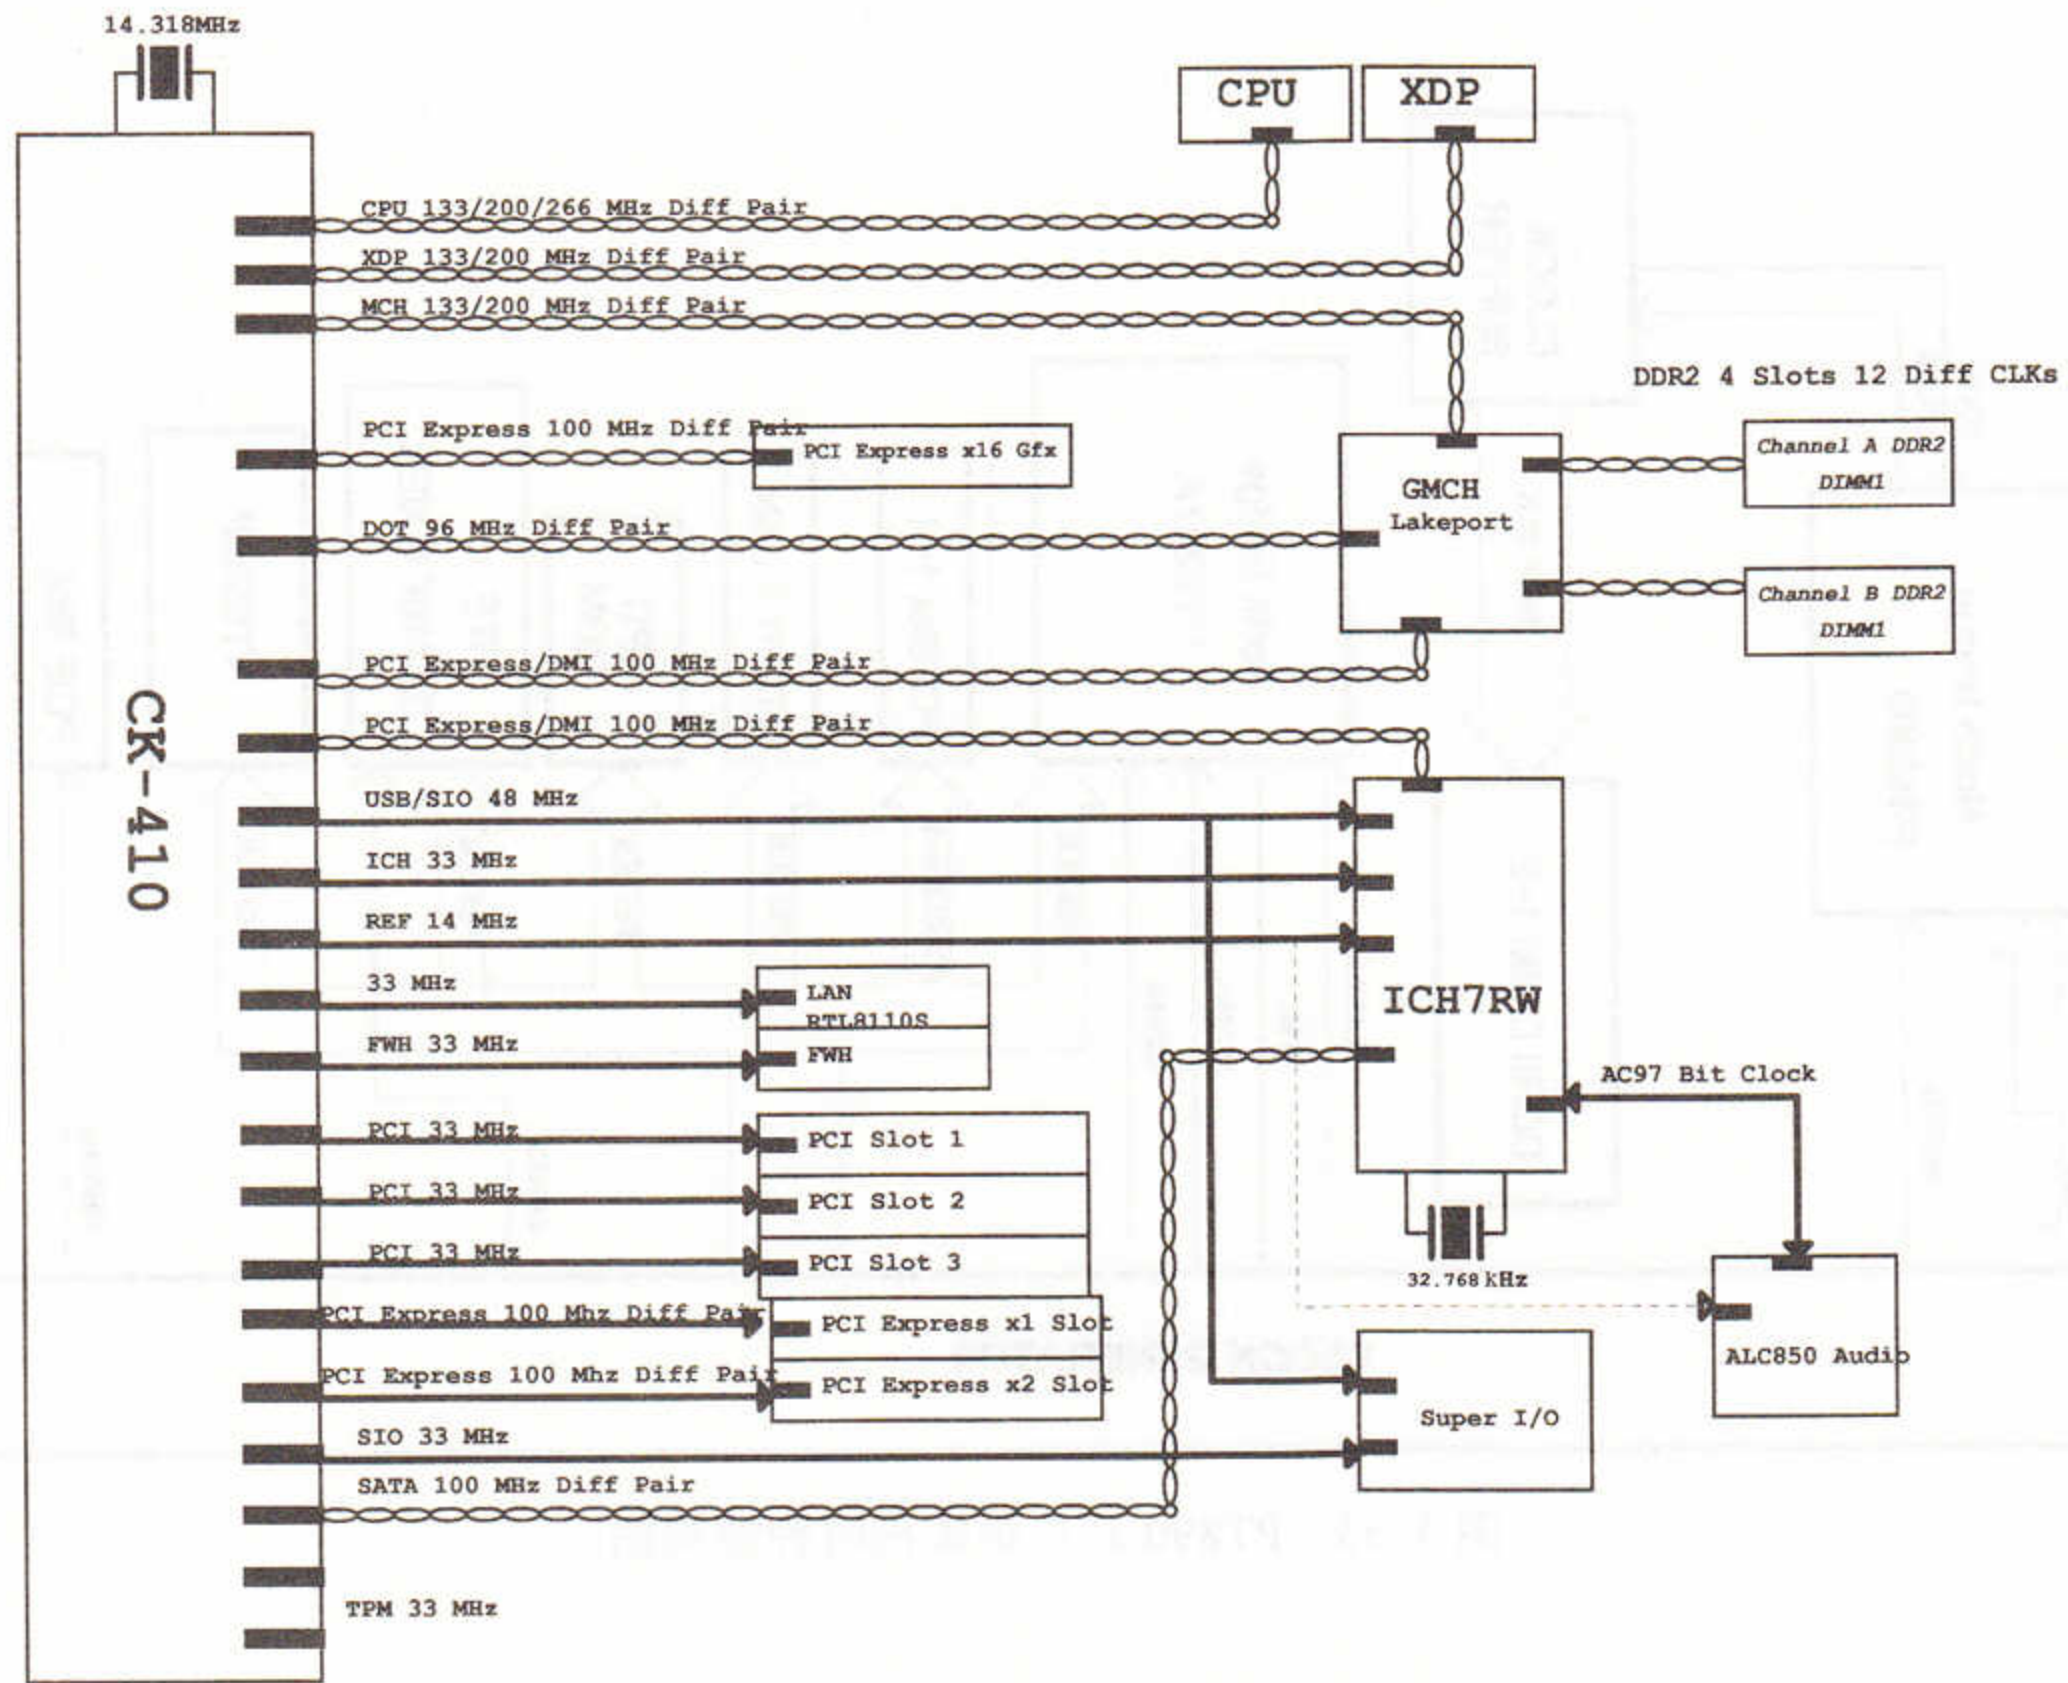 14.318MHz
CPU
XDP
CPU 133/200/266 MHz Diff Pair
XDP 133/200 MHz Diff Pair
MCH 133/200 MHz Diff Pair
DDR2 4 Slots 12 Diff CLKs
PCI Express 100 MHz Diff Pair
PCI Express x16 Gfx
Channel A DDR2
DIMM1
GMCH
Lakeport
DOT 96 MHz Diff Pair
Channel B DDR2
DIMM1
PCI Express/DMI 100 MHz Diff Pair
PCI Express/DMI 100 MHz Diff Pair
CK-410
USB/SIO 48 MHz
ICH 33 MHz
REF 14 MHz
33 MHz
LAN
RTL8110S
ICH7RW
FWH 33 MHz
FWH
AC97 Bit Clock
PCI 33 MHz
PCI Slot 1
PCI 33 MHz
PCI Slot 2
PCI 33 MHz
PCI Slot 3
32.768 kHz
PCI Express 100 Mhz Diff Pair
PCI Express x1 Slot
PCI Express 100 Mhz Diff Pair
PCI Express x2 Slot
ALC850 Audio
Super I/O
SIO 33 MHz
SATA 100 MHz Diff Pair
TPM 33 MHz